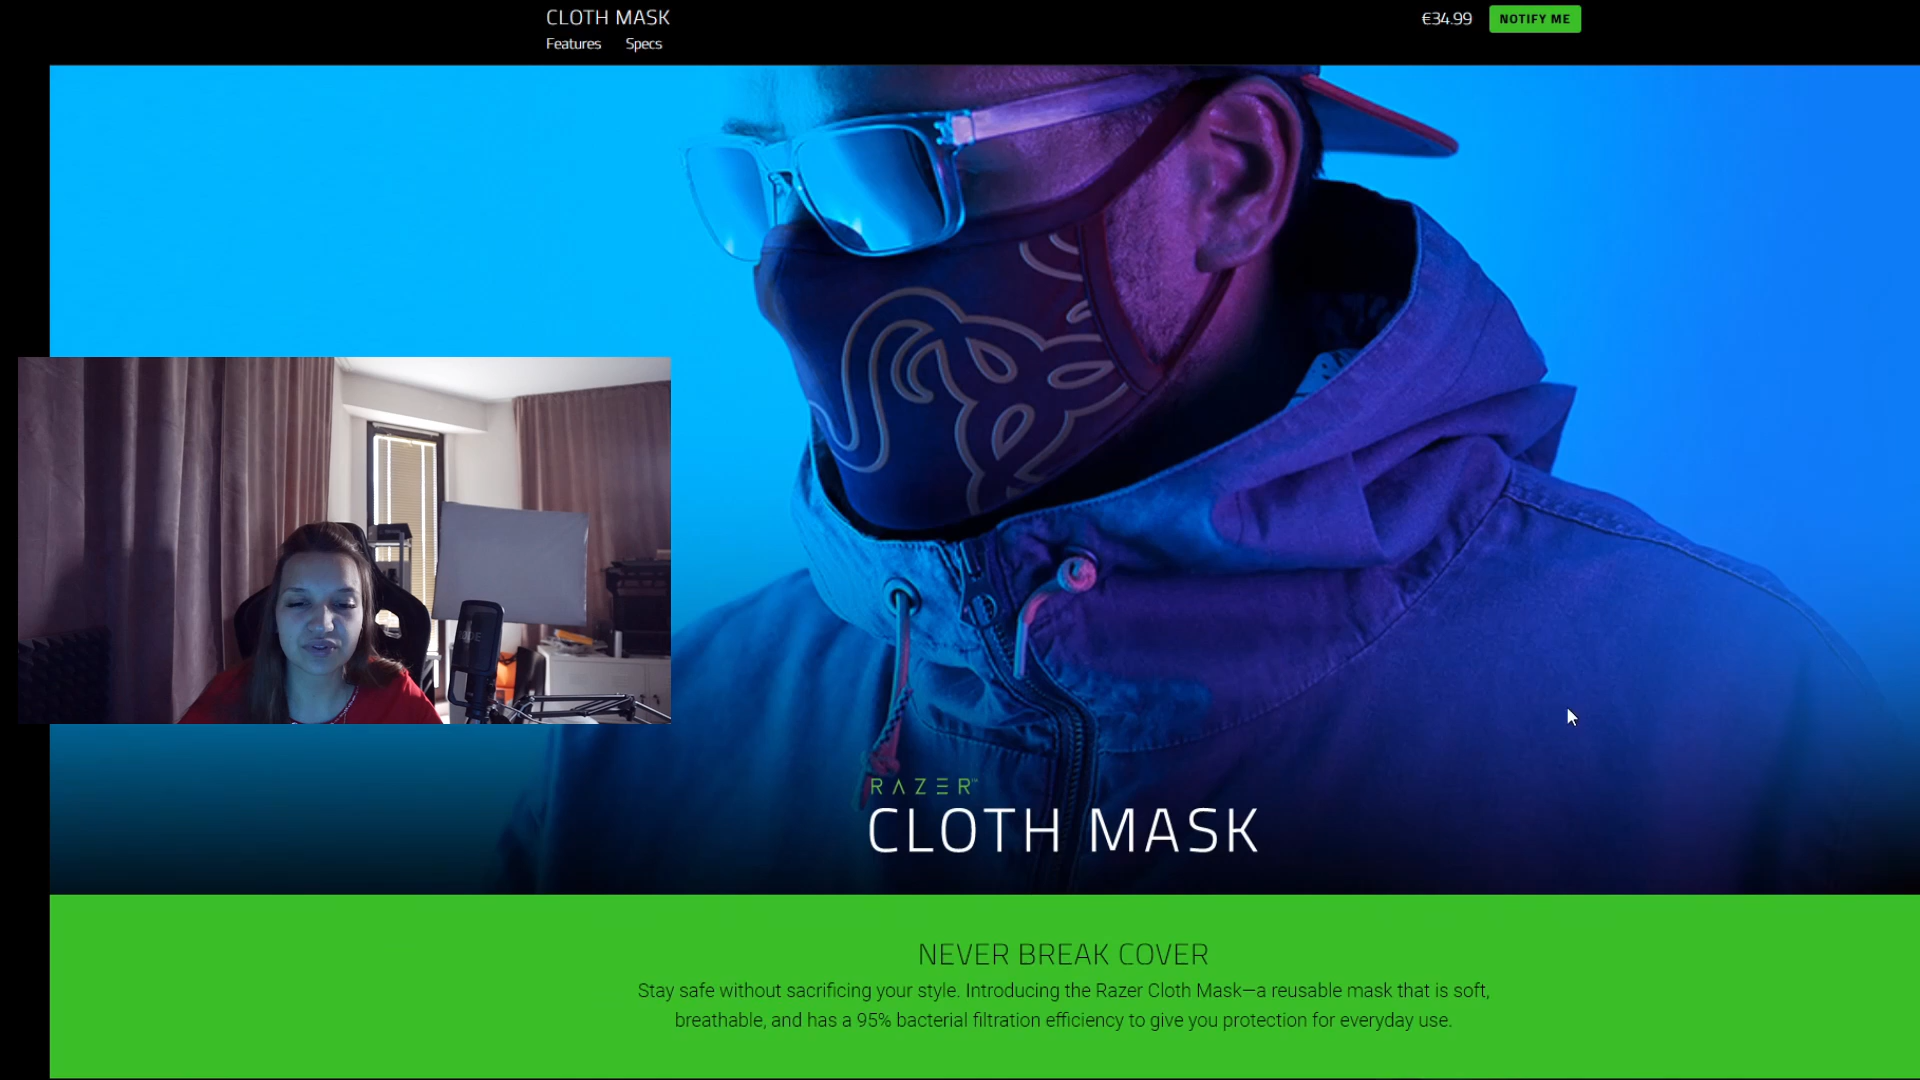 CLOTH MASK
€34.99
NOTIFY ME
Features
Specs
RAZER™
CLOTH MASK
NEVER BREAK COVER
Stay safe without sacrificing your style. Introducing the Razer Cloth Mask—a reusable mask that is soft,
breathable, and has a 95% bacterial filtration efficiency to give you protection for everyday use.